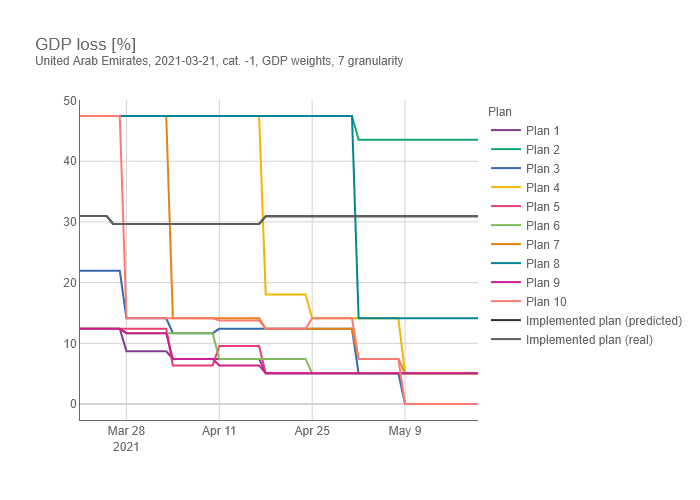 GDP loss [%]
United Arab Emirates, 2021-03-21, cat. -1, GDP weights, 7 granularity
50
40
30
20
10
0
Mar 28
2021
Apr 11
Apr 25
May 9
Plan
Plan 1
Plan 2
Plan 3
Plan 4
Plan 5
Plan 6
Plan 7
Plan 8
Plan 9
Plan 10
Implemented plan (predicted)
Implemented plan (real)